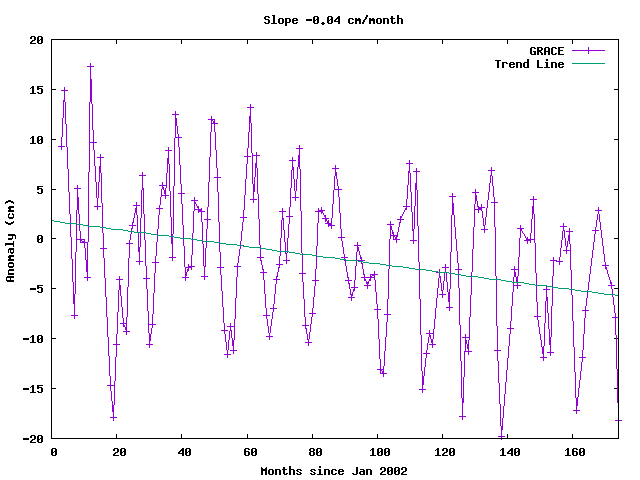 Slope -0.04 cm/month
GRACE
Trend Line
20
15
10
5
0
-5
-10
-15
-20
Anomaly (cm)
0 20 40 60 80 100 120 140 160
Months since Jan 2002